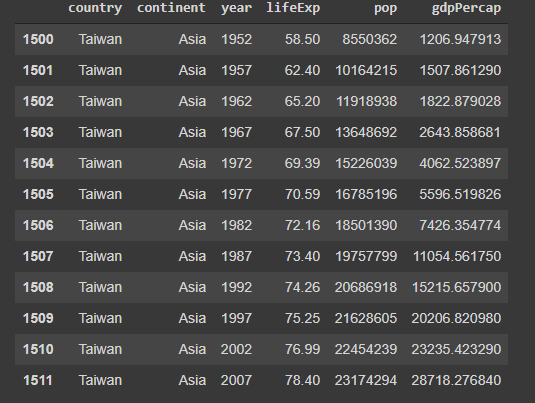 country continent year lifeExp pop gdpPercap
1500 Taiwan Asia 1952 58.50 8550362 1206.947913
1501 Taiwan Asia 1957 62.40 10164215 1507.861290
1502 Taiwan Asia 1962 65.20 11918938 1822.879028
1503 Taiwan Asia 1967 67.50 13648692 2643.858681
1504 Taiwan Asia 1972 69.39 15226039 4062.523897
1505 Taiwan Asia 1977 70.59 16785196 5596.519826
1506 Taiwan Asia 1982 72.16 18501390 7426.354774
1507 Taiwan Asia 1987 73.40 19757799 11054.561750
1508 Taiwan Asia 1992 74.26 20686918 15215.657900
1509 Taiwan Asia 1997 75.25 21628605 20206.820980
1510 Taiwan Asia 2002 76.99 22454239 23235.423290
1511 Taiwan Asia 2007 78.40 23174294 28718.276840